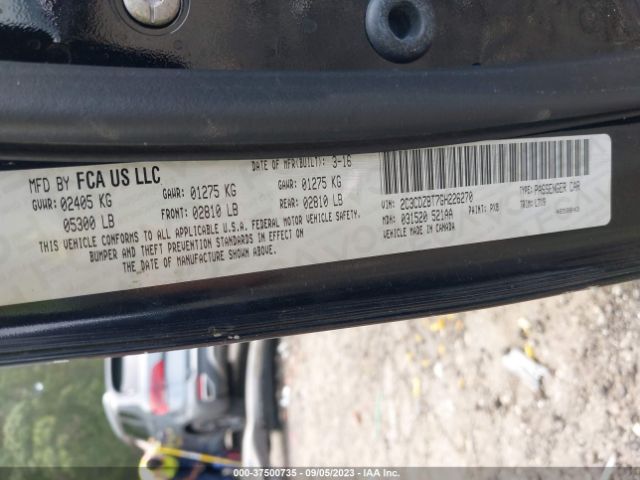 MFD BY FCA US LLC
DATE OF MFR(BUILT): 3-16
GVWR: 02405 KG
05300 LB
GAWR: 01275 KG
FRONT: 02810 LB
GAWR: 01275 KG
REAR: 02810 LB
THIS VEHICLE CONFORMS TO ALL APPLICABLE U.S.A. FEDERAL MOTOR VEHICLE SAFETY,
BUMPER AND THEFT PREVENTION STANDARDS IN EFFECT ON
THE DATE OF MANUFACTURE SHOWN ABOVE.
VIN: 2C3CDZBT7GH226270
TYPE: PASSENGER CAR
MDH: 031520 521AA
PAINT: PX8
TRIM: LTX9
VEHICLE MADE IN CANADA
000-37500735 - 09/05/2023 - IAA Inc.